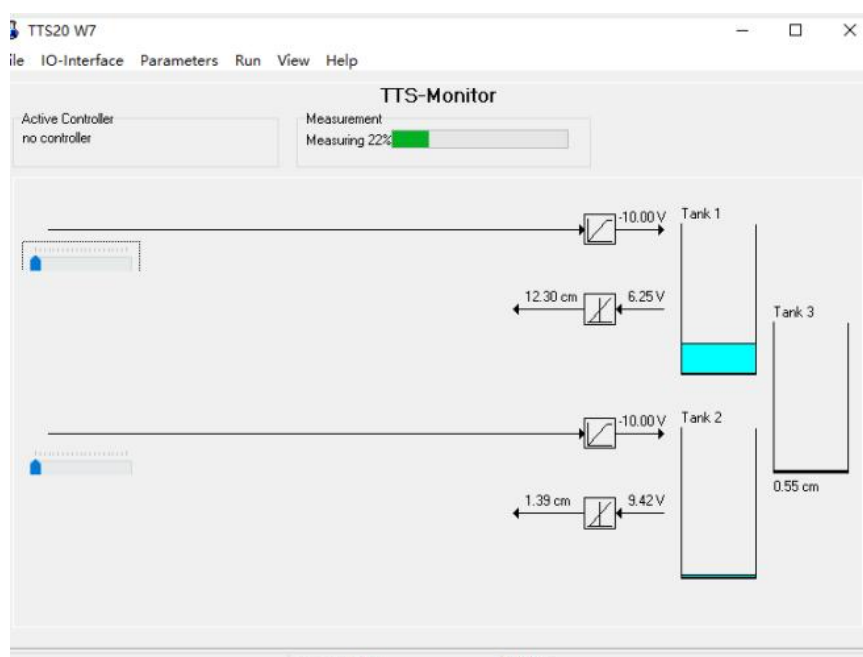 TTS20 W7
ile IO-Interface Parameters Run View Help
TTS-Monitor
Active Controller
no controller
Measurement
Measuring 22%
-10.00 V
Tank 1
12.30 cm
6.25 V
Tank 3
-10.00 V
Tank 2
0.55 cm
1.39 cm
9.42 V